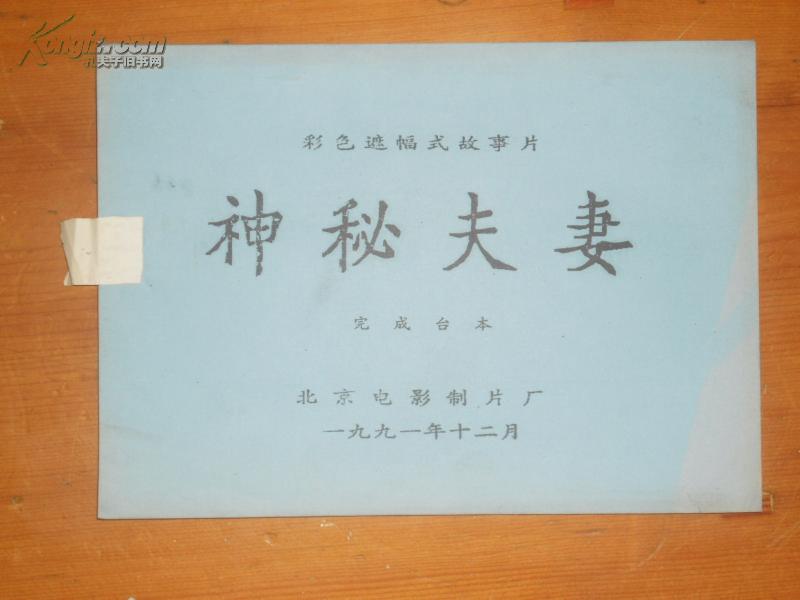 Kongfz.com
孔夫子旧书网
彩色遮幅式故事片
神秘夫妻
完成台本
北京电影制片厂
一九九一年十二月